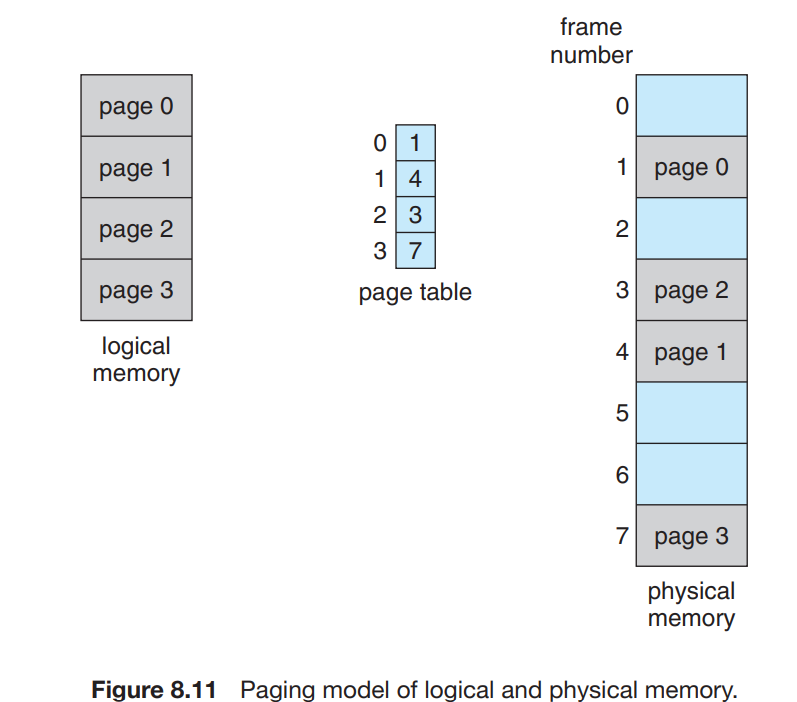 page 0
page 1
page 2
page 3
logical
memory
0 1
1 4
2 3
3 7
page table
frame
number
0
1 page 0
2
3 page 2
4 page 1
5
6
7 page 3
physical
memory
Figure 8.11 Paging model of logical and physical memory.